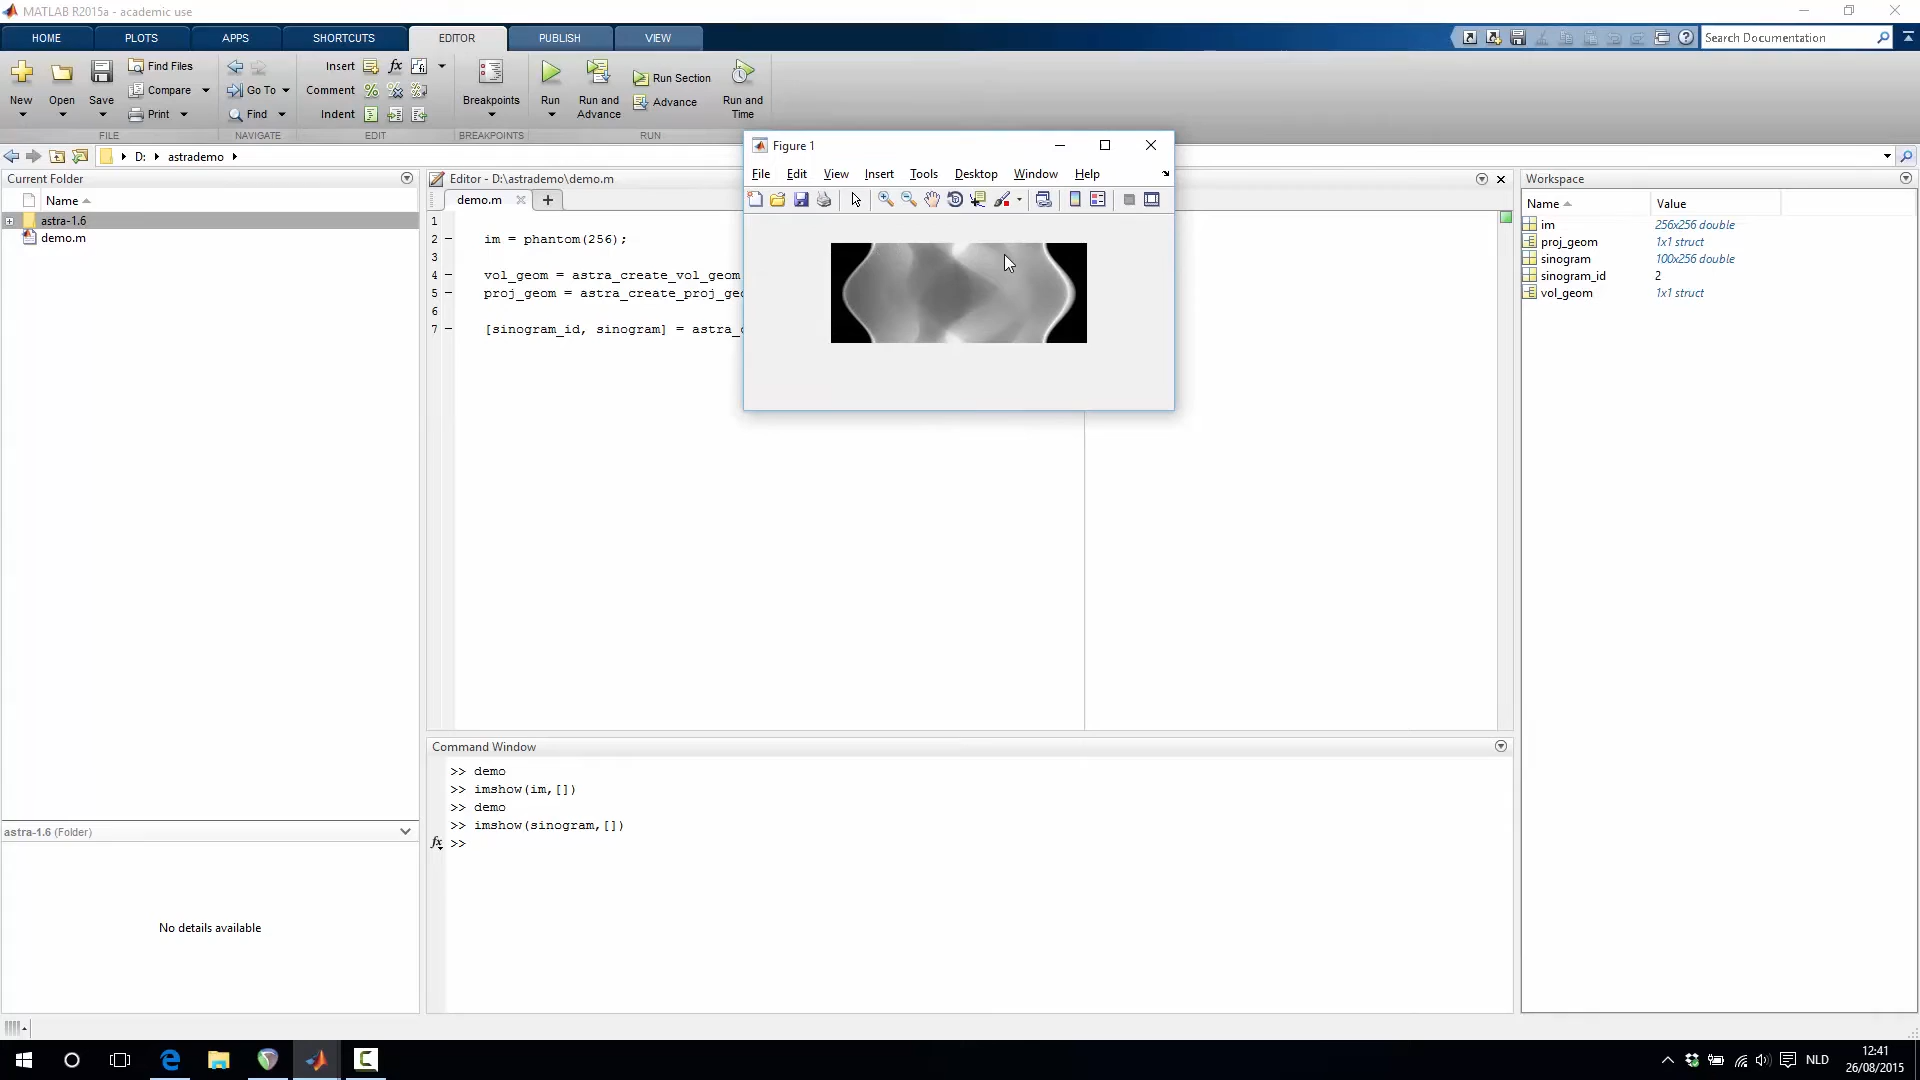 MATLAB R2015a - academic use
HOME PLOTS APPS SHORTCUTS EDITOR PUBLISH VIEW
Search Documentation
New Open Save
Find Files
Compare
Print
Go To
Find
Insert
Comment
Indent
Breakpoints
Run
Run and Advance
Run Section
Advance
Run and Time
FILE NAVIGATE EDIT BREAKPOINTS RUN
D: astrademo
Current Folder
Name
astra-1.6
demo.m
astra-1.6 (Folder)
No details available
Editor - D:\astrademo\demo.m
demo.m
1
2 im = phantom(256);
3
4 vol_geom = astra_create_vol_geom
5 proj_geom = astra_create_proj_geo
6
7 [sinogram_id, sinogram] = astra_
Figure 1
File Edit View Insert Tools Desktop Window Help
Command Window
>> demo
>> imshow(im,[])
>> demo
>> imshow(sinogram,[])
fx >>
Workspace
Name Value
im 256x256 double
proj_geom 1x1 struct
sinogram 100x256 double
sinogram_id 2
vol_geom 1x1 struct
NLD
12:41
26/08/2015